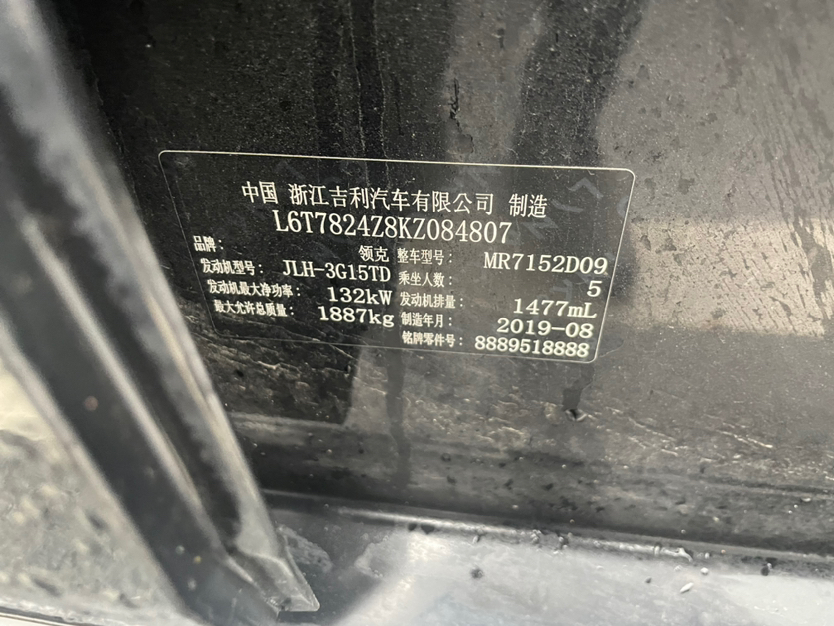 中国 浙江吉利汽车有限公司 制造
L6T7824Z8KZ084807
品牌： 领克 整车型号： MR7152D09
发动机型号： JLH-3G15TD 乘坐人数： 5
发动机最大净功率： 132kW 发动机排量： 1477mL
最大允许总质量： 1887kg 制造年月： 2019-08
铭牌零件号： 8889518888